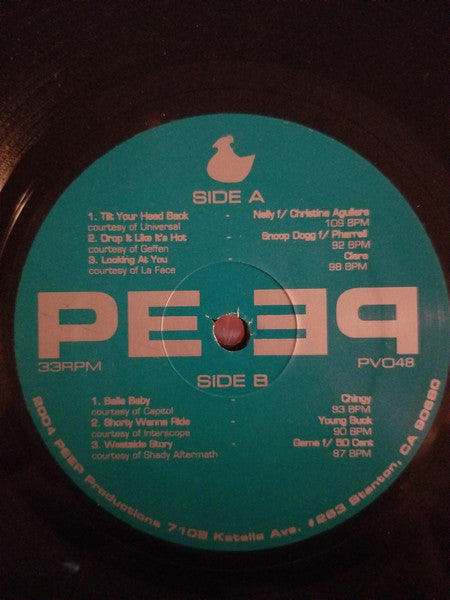 SIDE A
1. Tilt Your Head Back - Nelly f/ Christina Aguilera
courtesy of Universal 109 BPM
2. Drop It Like It's Hot - Snoop Dogg f/ Pharrell
courtesy of Geffen 92 BPM
3. Looking At You - Ciara
courtesy of La Face 98 BPM
PEEP
33RPM PV048
SIDE B
1. Balla Baby - Chingy
courtesy of Capitol 93 BPM
2. Shorty Wanna Ride - Young Buck
courtesy of Interscope 90 BPM
3. Westside Story - Game f/ 50 Cent
courtesy of Shady Aftermath 87 BPM
2004 PEEP Productions 7109 Katella Ave. #263 Stanton, CA 90680